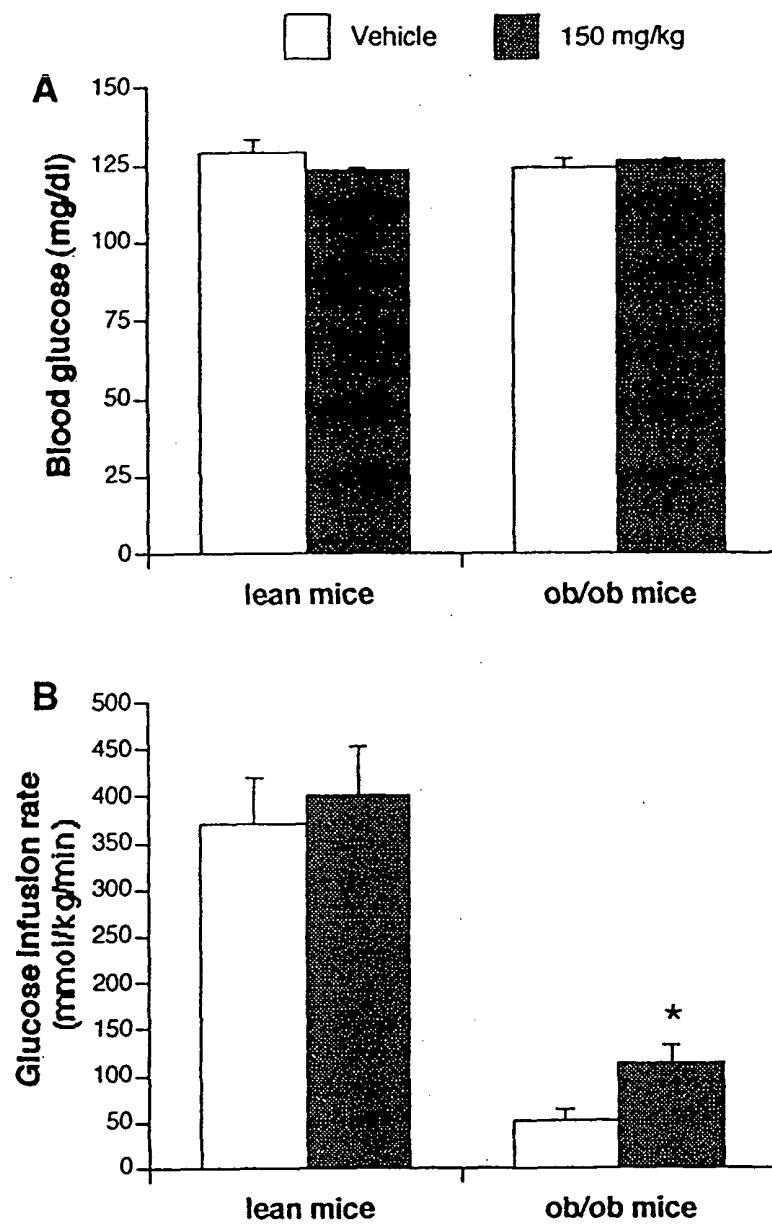 Vehicle 150 mg/kg
A
Blood glucose (mg/dl)
150
125
100
75
50
25
0
lean mice ob/ob mice
B
Glucose Infusion rate
(mmol/kg/min)
500
450
400
350
300
250
200
150
100
50
0
*
lean mice ob/ob mice